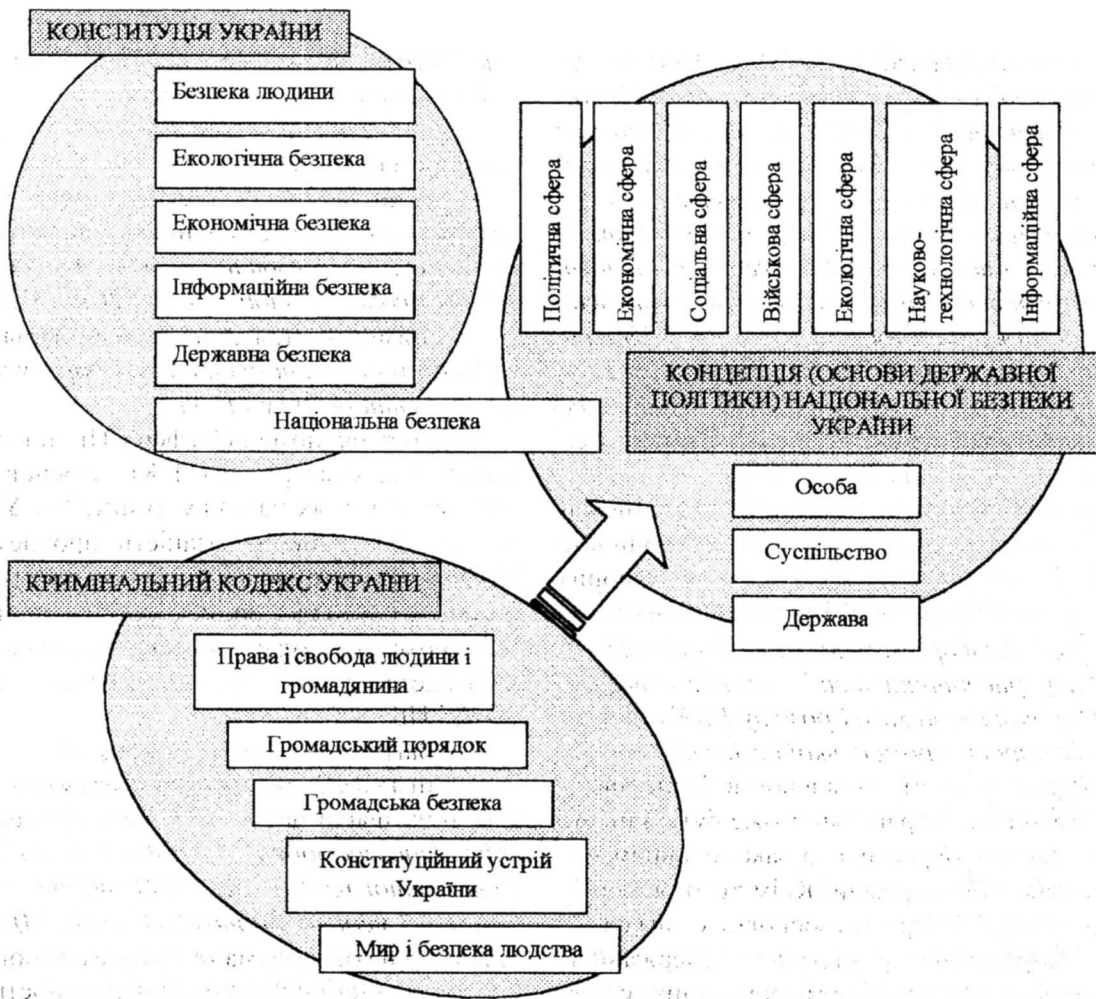 КОНСТИТУЦІЯ УКРАЇНИ
Безпека людини
Екологічна безпека
Економічна безпека
Інформаційна безпека
Державна безпека
Національна безпека
Політична сфера
Економічна сфера
Соціальна сфера
Військова сфера
Екологічна сфера
Науково-
технологічна сфера
Інформаційна сфера
КОНЦЕПЦІЯ (ОСНОВИ ДЕРЖАВНОЇ
ПОЛІТИКИ) НАЦІОНАЛЬНОЇ БЕЗПЕКИ
УКРАЇНИ
Особа
Суспільство
Держава
КРИМІНАЛЬНИЙ КОДЕКС УКРАЇНИ
Права і свобода людини і
громадянина
Громадський порядок
Громадська безпека
Конституційний устрій
України
Мир і безпека людства